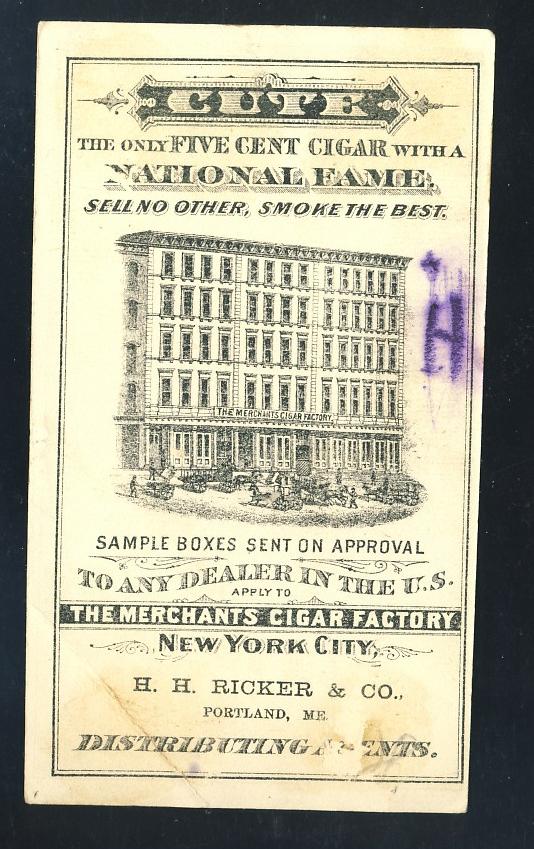 CUTE
THE ONLY FIVE CENT CIGAR WITH A
NATIONAL FAME.
SELL NO OTHER, SMOKE THE BEST.
H
THE MERCHANTS CIGAR FACTORY.
SAMPLE BOXES SENT ON APPROVAL
TO ANY DEALER IN THE U.S.
APPLY TO
THE MERCHANTS CIGAR FACTORY
NEW YORK CITY,
H. H. RICKER & CO.,
PORTLAND, ME.
DISTRIBUTING